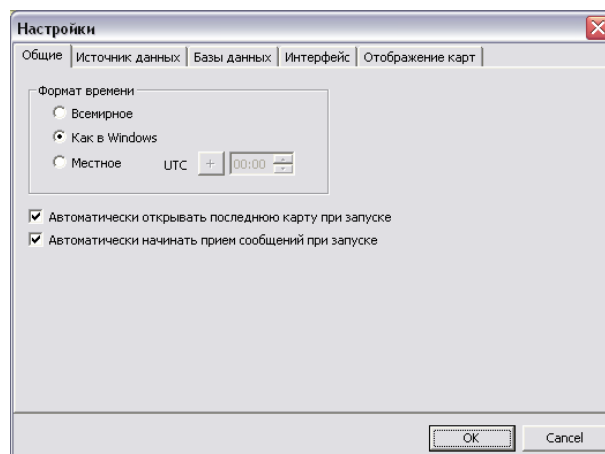 Настройки
Общие Источник данных Базы данных Интерфейс Отображение карт
Формат времени
Всемирное
Как в Windows
Местное UTC + 00:00
Автоматически открывать последнюю карту при запуске
Автоматически начинать прием сообщений при запуске
OK Cancel